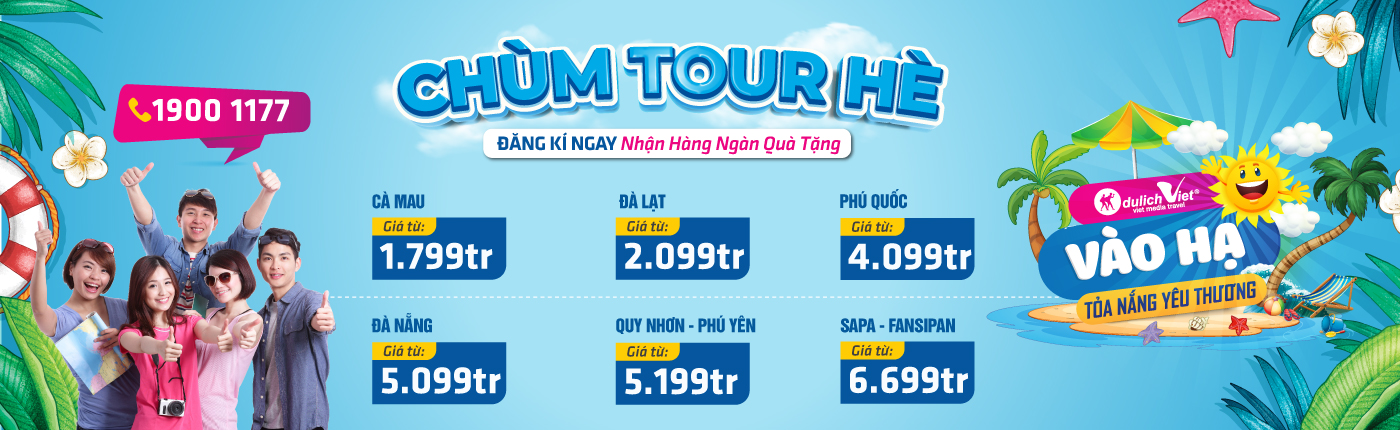 CHÙM TOUR HÈ
1900 1177
ĐĂNG KÍ NGAY Nhận Hàng Ngàn Quà Tặng
CÀ MAU
Giá từ:
1.799tr
ĐÀ LẠT
Giá từ:
2.099tr
PHÚ QUỐC
Giá từ:
4.099tr
ĐÀ NẴNG
Giá từ:
5.099tr
QUY NHƠN - PHÚ YÊN
Giá từ:
5.199tr
SAPA - FANSIPAN
Giá từ:
6.699tr
dulichViet®
viet media travel
VÀO HẠ
TỎA NẮNG YÊU THƯƠNG